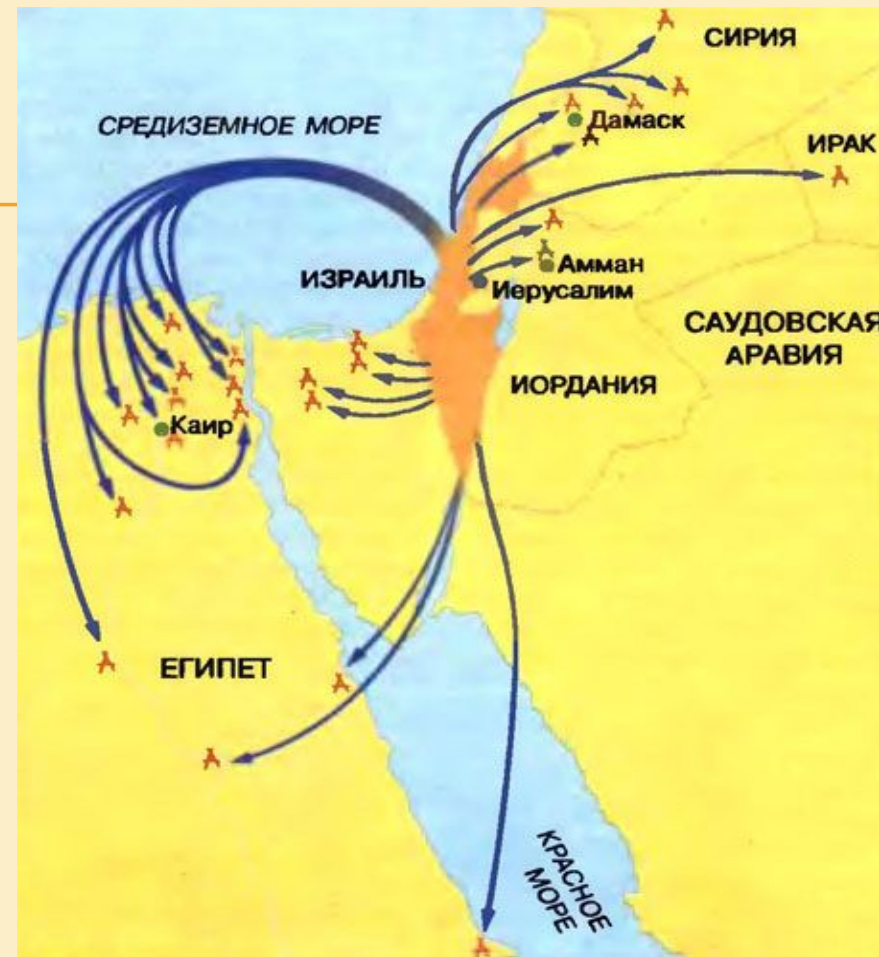 СИРИЯ
СРЕДИЗЕМНОЕ МОРЕ
Дамаск
ИРАК
ИЗРАИЛЬ
Амман
Иерусалим
САУДОВСКАЯ
АРАВИЯ
ИОРДАНИЯ
Каир
ЕГИПЕТ
КРАСНОЕ
МОРЕ